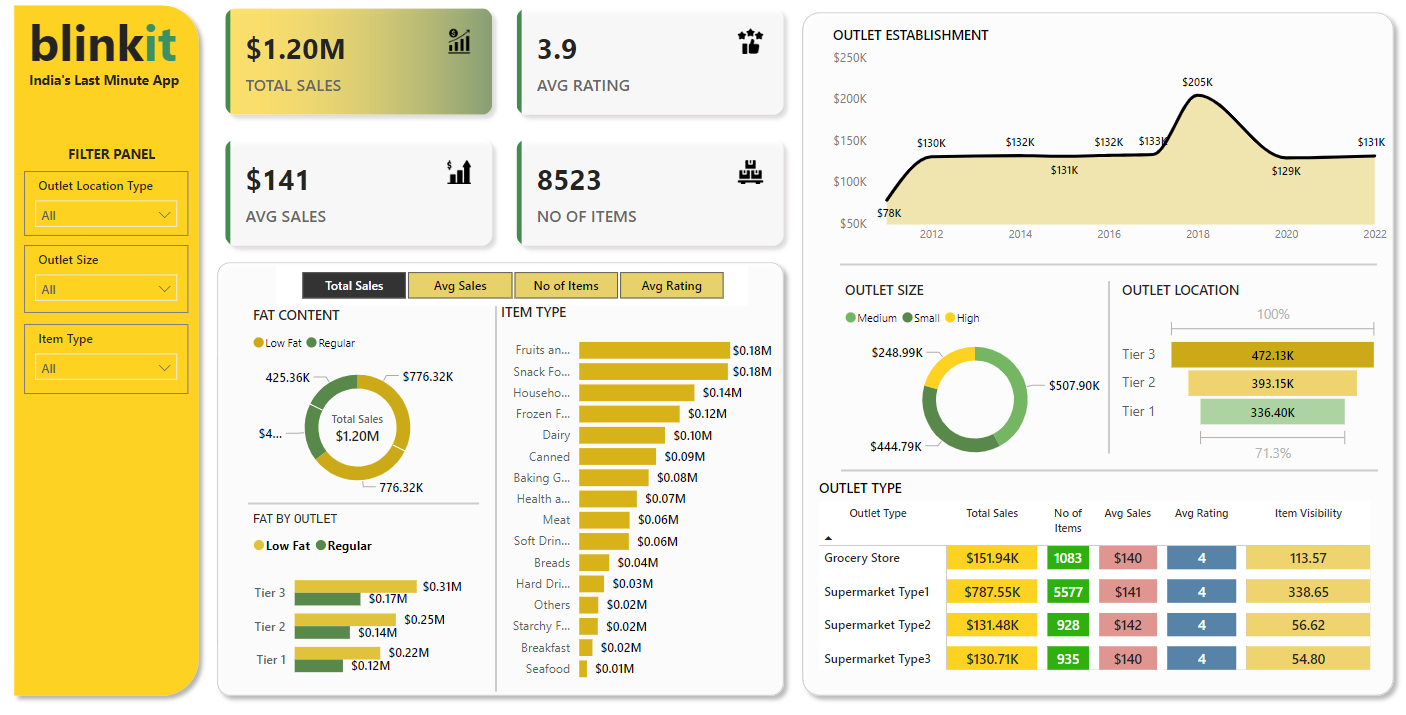 blinkit
India's Last Minute App
FILTER PANEL
Outlet Location Type
All
Outlet Size
All
Item Type
All
$1.20M
TOTAL SALES
3.9
AVG RATING
$141
AVG SALES
8523
NO OF ITEMS
Total Sales
Avg Sales
No of Items
Avg Rating
FAT CONTENT
Low Fat Regular
425.36K
$776.32K
$4...
Total Sales
$1.20M
776.32K
FAT BY OUTLET
Low Fat Regular
Tier 3 $0.31M
$0.17M
Tier 2 $0.25M
$0.14M
Tier 1 $0.22M
$0.12M
ITEM TYPE
Fruits an... $0.18M
Snack Fo... $0.18M
Househo... $0.14M
Frozen F... $0.12M
Dairy $0.10M
Canned $0.09M
Baking G... $0.08M
Health a... $0.07M
Meat $0.06M
Soft Drin... $0.06M
Breads $0.04M
Hard Dri... $0.03M
Others $0.02M
Starchy F... $0.02M
Breakfast $0.02M
Seafood $0.01M
OUTLET ESTABLISHMENT
$250K
$200K
$150K
$100K
$50K
$78K
$130K
$132K
$131K
$132K
$133K
$205K
$129K
$131K
2012 2014 2016 2018 2020 2022
OUTLET SIZE
Medium Small High
$248.99K
$507.90K
$444.79K
OUTLET LOCATION
100%
Tier 3 472.13K
Tier 2 393.15K
Tier 1 336.40K
71.3%
OUTLET TYPE
Outlet Type Total Sales No of Items Avg Sales Avg Rating Item Visibility
Grocery Store $151.94K 1083 $140 4 113.57
Supermarket Type1 $787.55K 5577 $141 4 338.65
Supermarket Type2 $131.48K 928 $142 4 56.62
Supermarket Type3 $130.71K 935 $140 4 54.80